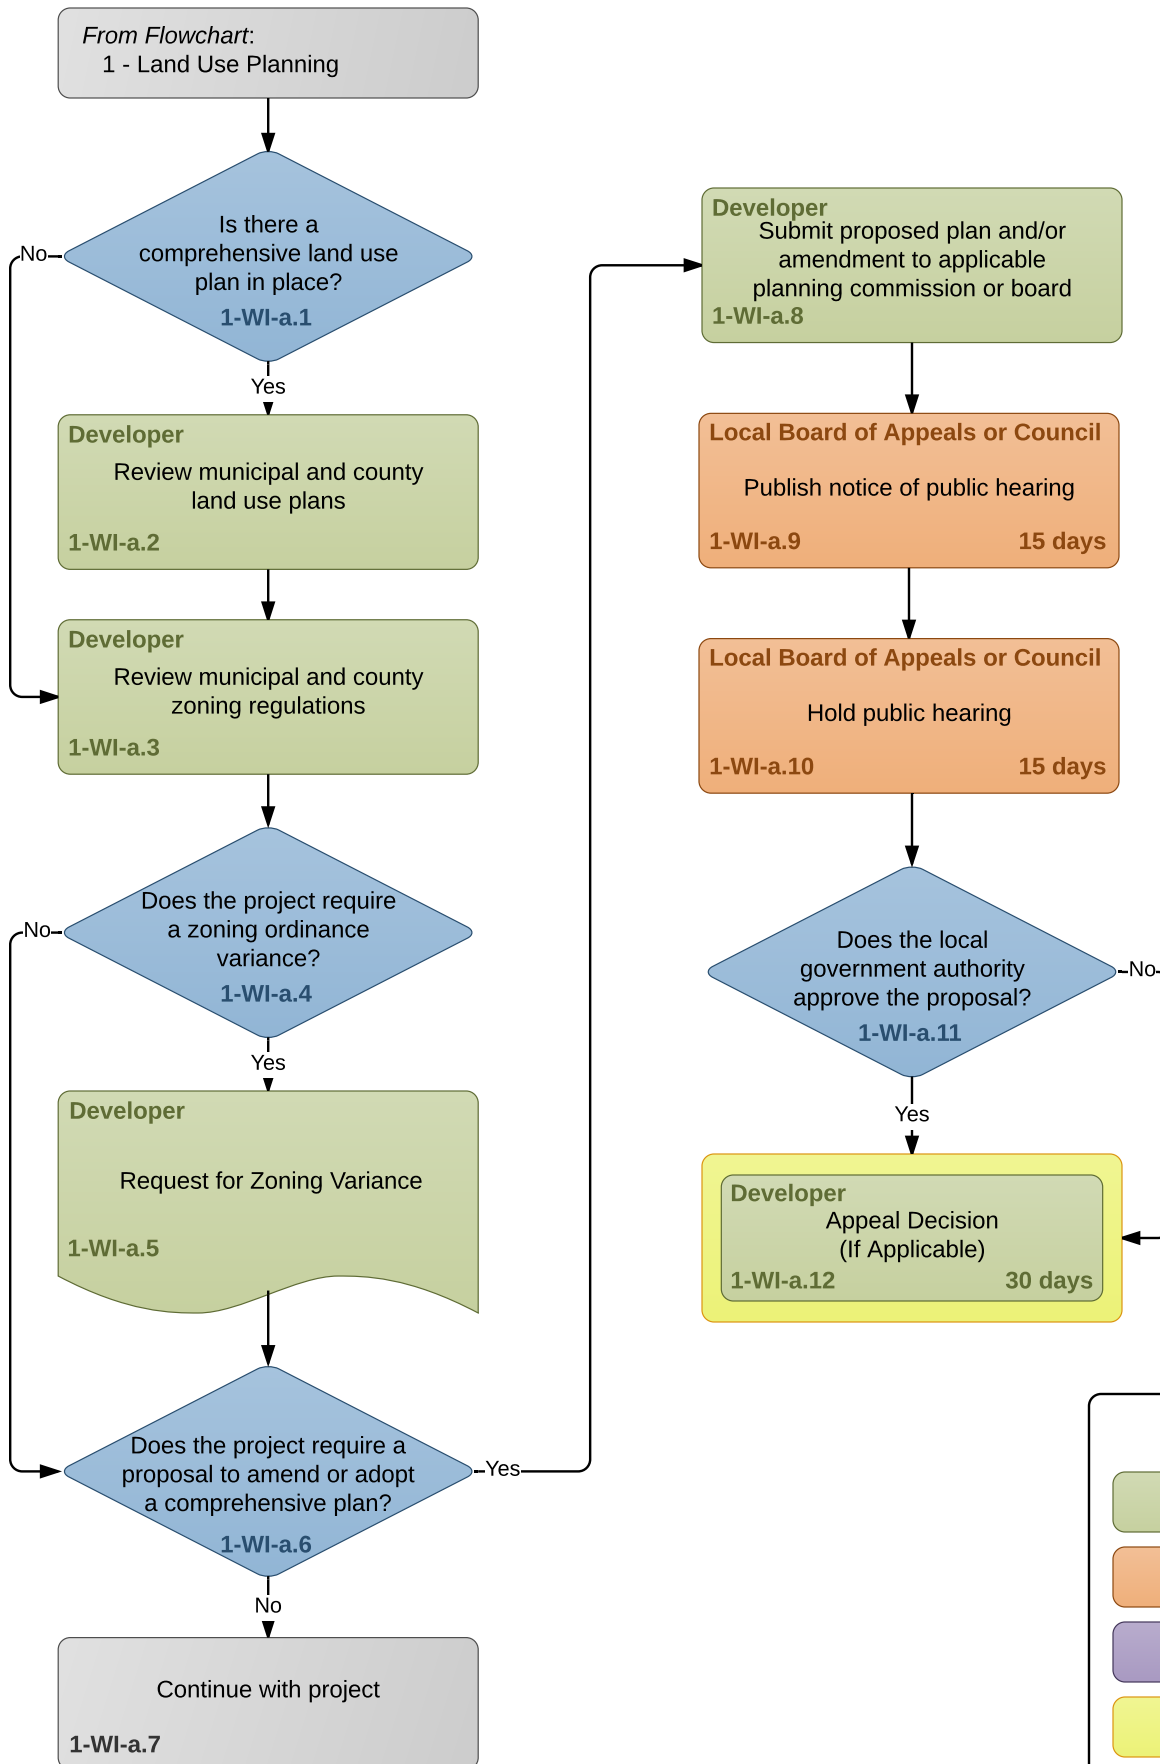 From Flowchart:
1 - Land Use Planning
Is there a
comprehensive land use
plan in place?
1-WI-a.1
No
Yes
Developer
Review municipal and county
land use plans
1-WI-a.2
Developer
Review municipal and county
zoning regulations
1-WI-a.3
Does the project require
a zoning ordinance
variance?
1-WI-a.4
No
Yes
Developer
Request for Zoning Variance
1-WI-a.5
Does the project require a
proposal to amend or adopt
a comprehensive plan?
1-WI-a.6
Yes
No
Continue with project
1-WI-a.7
Developer
Submit proposed plan and/or
amendment to applicable
planning commission or board
1-WI-a.8
Local Board of Appeals or Council
Publish notice of public hearing
1-WI-a.9 15 days
Local Board of Appeals or Council
Hold public hearing
1-WI-a.10 15 days
Does the local
government authority
approve the proposal?
1-WI-a.11
No
Yes
Developer
Appeal Decision
(If Applicable)
1-WI-a.12 30 days